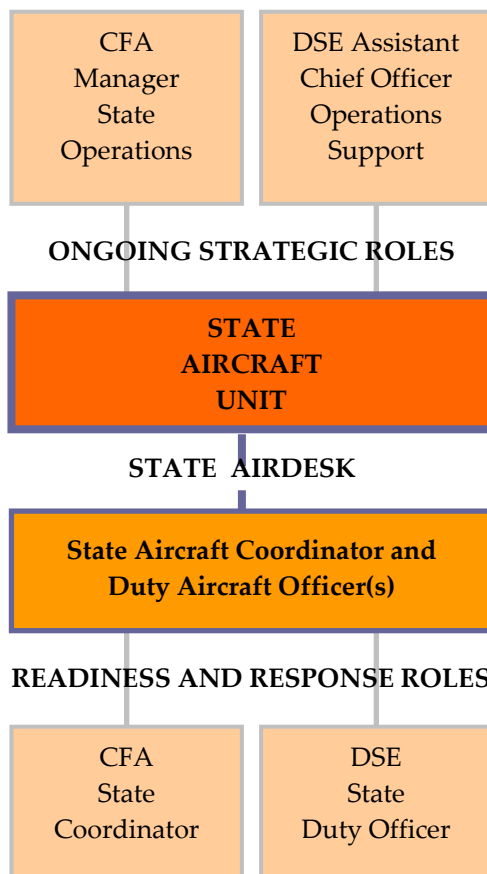 CFA
Manager
State
Operations
DSE Assistant
Chief Officer
Operations
Support
ONGOING STRATEGIC ROLES
STATE
AIRCRAFT
UNIT
STATE AIRDESK
State Aircraft Coordinator and
Duty Aircraft Officer(s)
READINESS AND RESPONSE ROLES
CFA
State
Coordinator
DSE
State
Duty Officer